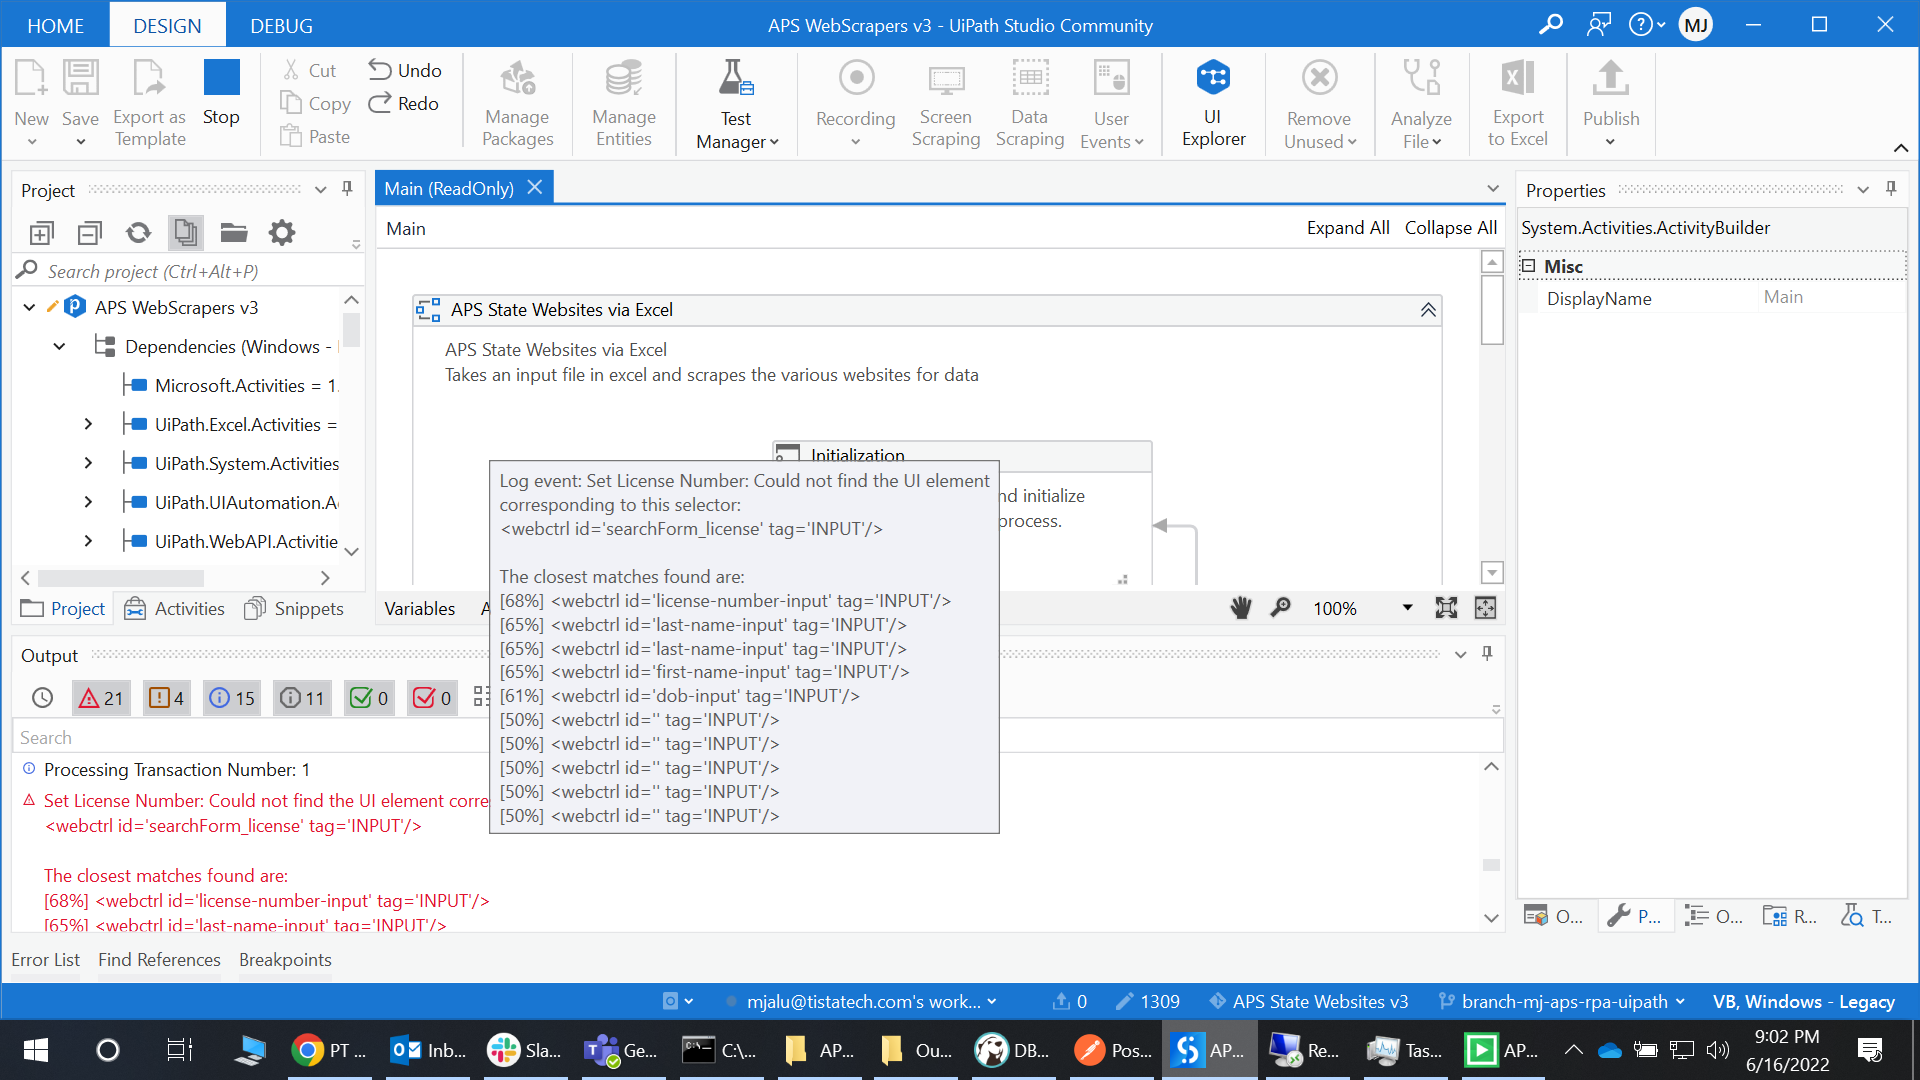 HOME
DESIGN
DEBUG
APS WebScrapers v3 - UiPath Studio Community
MJ
New
Save
Export as
Template
Stop
Cut
Copy
Paste
Undo
Redo
Manage
Packages
Manage
Entities
Test
Manager
Recording
Screen
Scraping
Data
Scraping
User
Events
UI
Explorer
Remove
Unused
Analyze
File
Export
to Excel
Publish
Project
Search project (Ctrl+Alt+P)
APS WebScrapers v3
Dependencies (Windows -
Microsoft.Activities = 1.
UiPath.Excel.Activities =
UiPath.System.Activities
UiPath.UIAutomation.A
UiPath.WebAPI.Activitie
Project
Activities
Snippets
Main (ReadOnly)
Main
Expand All
Collapse All
APS State Websites via Excel
APS State Websites via Excel
Takes an input file in excel and scrapes the various websites for data
Initialization
nd initialize
process.
Variables
A
100%
Log event: Set License Number: Could not find the UI element
corresponding to this selector:
<webctrl id='searchForm_license' tag='INPUT'/>
The closest matches found are:
[68%] <webctrl id='license-number-input' tag='INPUT'/>
[65%] <webctrl id='last-name-input' tag='INPUT'/>
[65%] <webctrl id='last-name-input' tag='INPUT'/>
[65%] <webctrl id='first-name-input' tag='INPUT'/>
[61%] <webctrl id='dob-input' tag='INPUT'/>
[50%] <webctrl id='' tag='INPUT'/>
[50%] <webctrl id='' tag='INPUT'/>
[50%] <webctrl id='' tag='INPUT'/>
[50%] <webctrl id='' tag='INPUT'/>
[50%] <webctrl id='' tag='INPUT'/>
Properties
System.Activities.ActivityBuilder
Misc
DisplayName
Main
Output
21
4
15
11
0
0
Search
Processing Transaction Number: 1
Set License Number: Could not find the UI element corre
<webctrl id='searchForm_license' tag='INPUT'/>
The closest matches found are:
[68%] <webctrl id='license-number-input' tag='INPUT'/>
[65%] <webctrl id='last-name-input' tag='INPUT'/>
O...
P...
O...
R...
T...
Error List
Find References
Breakpoints
mjalu@tistatech.com's work...
0
1309
APS State Websites v3
branch-mj-aps-rpa-uipath
VB, Windows - Legacy
PT ...
Inb...
Sla...
Ge...
C:\...
AP...
Ou...
DB...
Pos...
AP...
Re...
Tas...
AP...
9:02 PM
6/16/2022